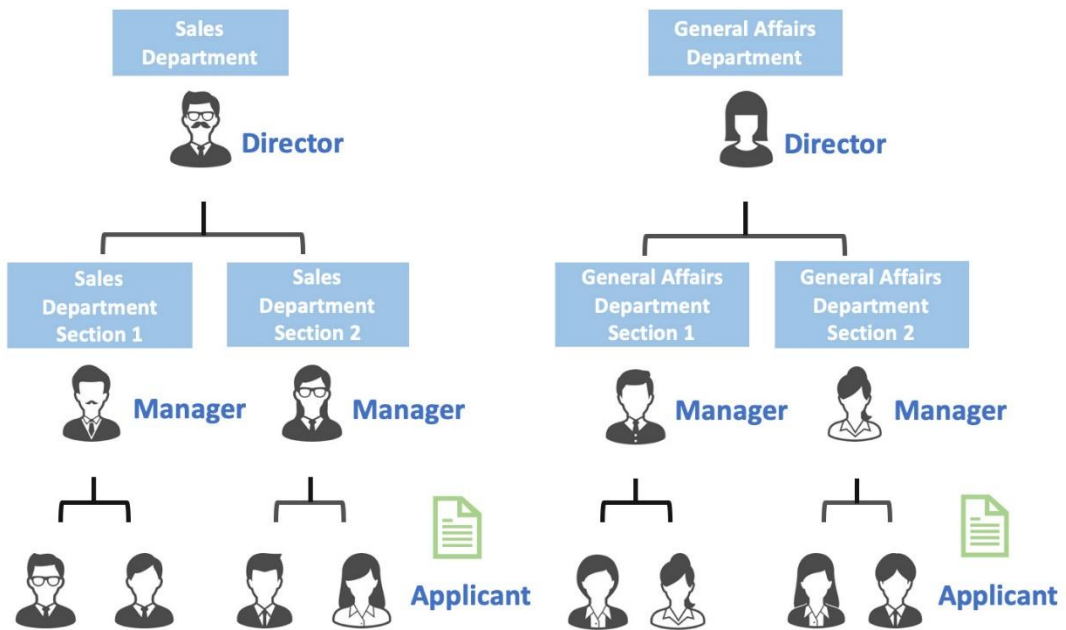 Sales
Department
General Affairs
Department
Director
Director
Sales
Department
Section 1
Sales
Department
Section 2
General Affairs
Department
Section 1
General Affairs
Department
Section 2
Manager
Manager
Manager
Manager
Applicant
Applicant